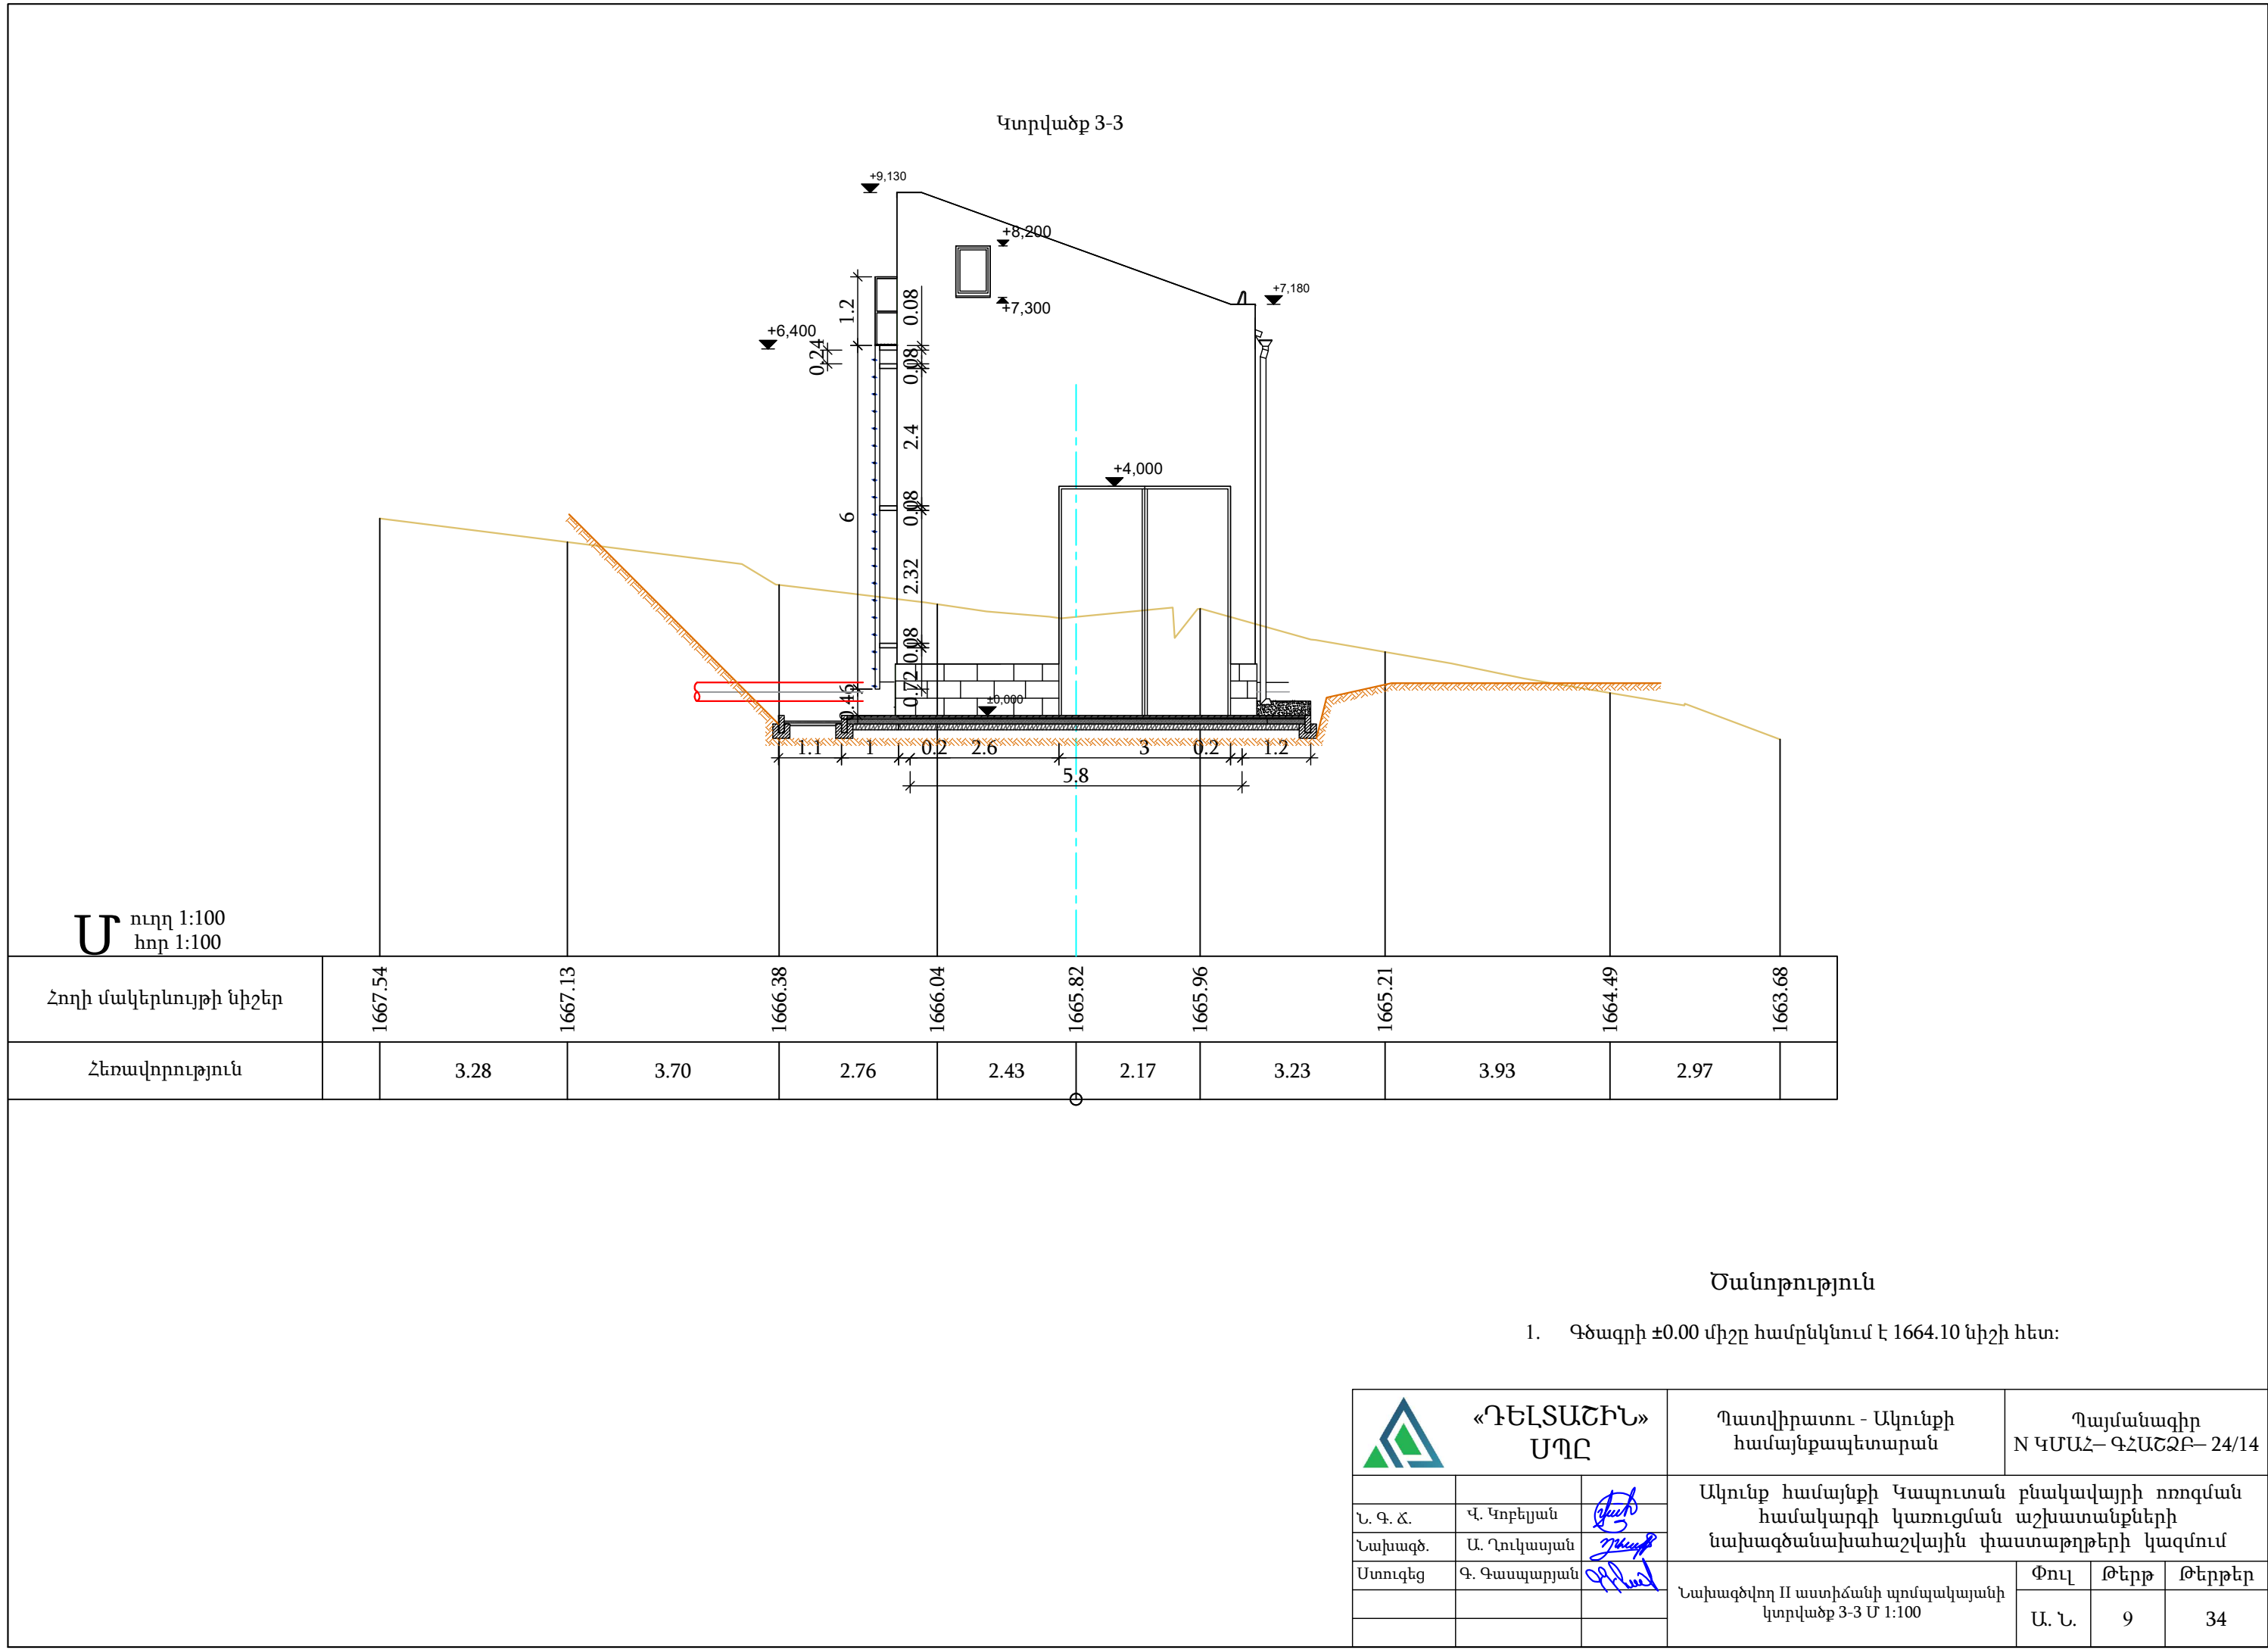 Կտրվածք 3-3
+9,130
+8,200
+7,300
+7,180
+6,400
+4,000
±0,000
1.2
0.08
0.24
0.08
2.4
0.08
6
2.32
0.08
0.72
0.46
1.1
1
0.2
2.6
3
0.2
1.2
5.8
Մ ուղղ 1:100
հոր 1:100
Հողի մակերևույթի նիշեր 1667.54 1667.13 1666.38 1666.04 1665.82 1665.96 1665.21 1664.49 1663.68
Հեռավորություն 3.28 3.70 2.76 2.43 2.17 3.23 3.93 2.97
Ծանոթություն
1. Գծագրի ±0.00 միշը համընկնում է 1664.10 նիշի հետ:
«ԴԵԼՏԱՇԻՆ»
ՍՊԸ
Պատվիրատու - Ակունքի
համայնքապետարան
Պայմանագիր
N ԿՄԱՀ— ԳՀԱՇՁԲ— 24/14
Ն. Գ. Ճ. Վ. Կոբելյան
Նախագծ. Ա. Ղուկասյան
Ստուգեց Գ. Գասպարյան
Ակունք համայնքի Կապուտան բնակավայրի ոռոգման
համակարգի կառուցման աշխատանքների
նախագծանախահաշվային փաստաթղթերի կազմում
Նախագծվող II աստիճանի պոմպակայանի
կտրվածք 3-3 Մ 1:100
Փուլ Թերթ Թերթեր
Ա. Ն. 9 34